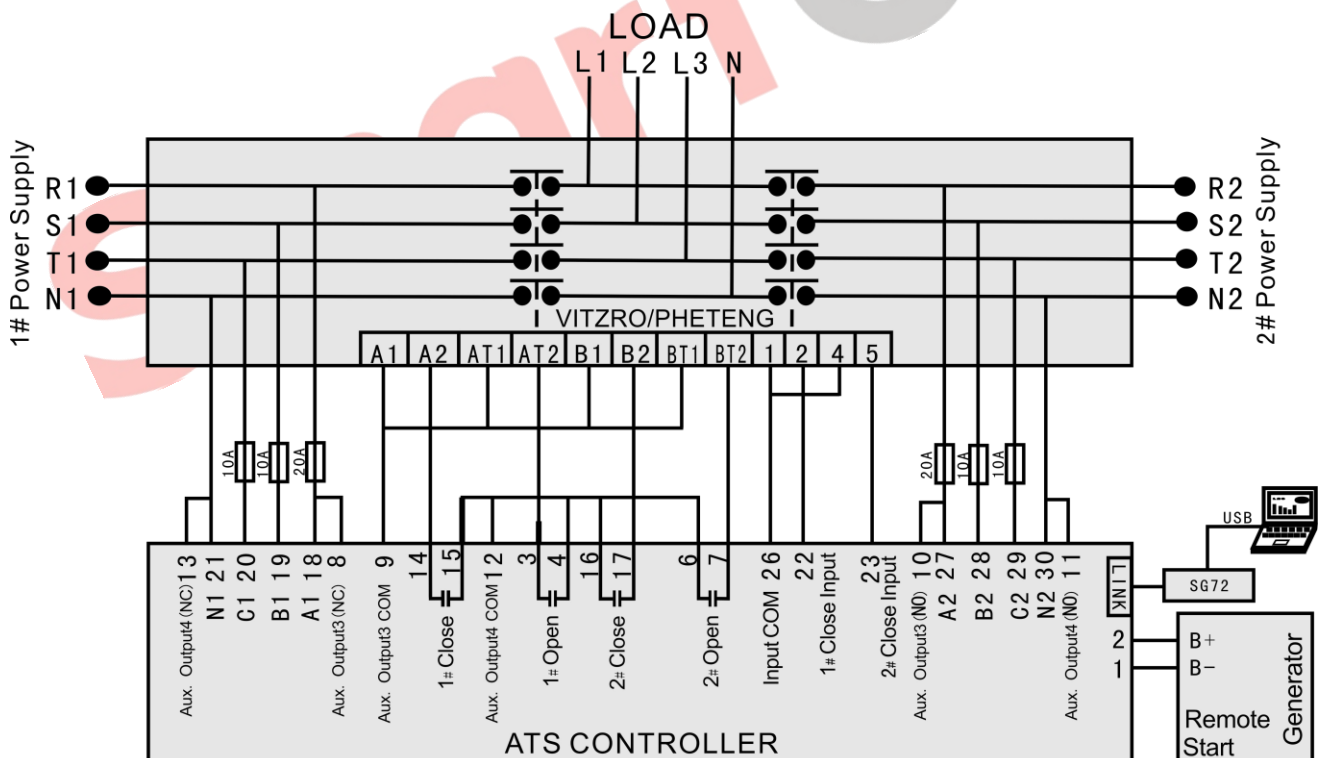 LOAD
L1 L2 L3 N
1# Power Supply
R1
S1
T1
N1
R2
S2
T2
N2
2# Power Supply
VITZRO/PHETENG
A1 A2 AT1 AT2 B1 B2 BT1 BT2 1 2 4 5
10A
10A
20A
20A
10A
10A
USB
SG72
LINK
Aux. Output4 (NC) 13
N1 21
C1 20
B1 19
A1 18
Aux. Output3 (NC) 8
Aux. Output3 COM 9
14
1# Close 15
Aux. Output4 COM 12
3
1# Open 4
16
2# Close 17
6
2# Open 7
Input COM 26
1# Close Input 22
2# Close Input 23
Aux. Output3 (NO) 10
A2 27
B2 28
C2 29
N2 30
Aux. Output4 (NO) 11
2
1
B+
B-
Remote
Start
Generator
ATS CONTROLLER